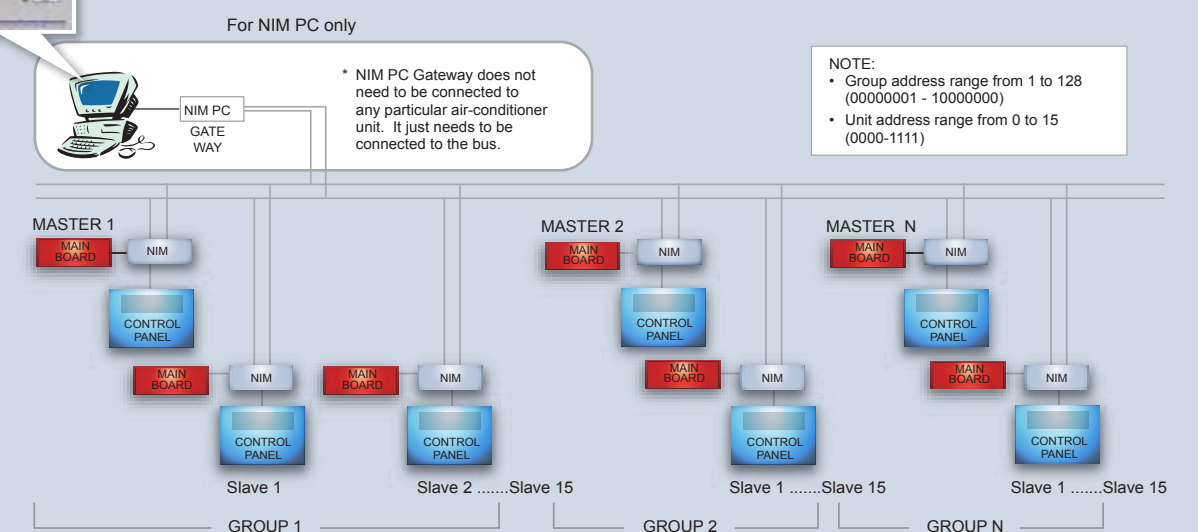 For NIM PC only
NIM PC
GATE
WAY
* NIM PC Gateway does not
need to be connected to
any particular air-conditioner
unit. It just needs to be
connected to the bus.
NOTE:
• Group address range from 1 to 128
(00000001 - 10000000)
• Unit address range from 0 to 15
(0000-1111)
MASTER 1
MAIN
BOARD
NIM
CONTROL
PANEL
MASTER 2
MAIN
BOARD
NIM
CONTROL
PANEL
MASTER N
MAIN
BOARD
NIM
CONTROL
PANEL
MAIN
BOARD
NIM
CONTROL
PANEL
MAIN
BOARD
NIM
CONTROL
PANEL
MAIN
BOARD
NIM
CONTROL
PANEL
MAIN
BOARD
NIM
CONTROL
PANEL
Slave 1
Slave 2 .......Slave 15
Slave 1 .......Slave 15
Slave 1 .......Slave 15
GROUP 1
GROUP 2
GROUP N